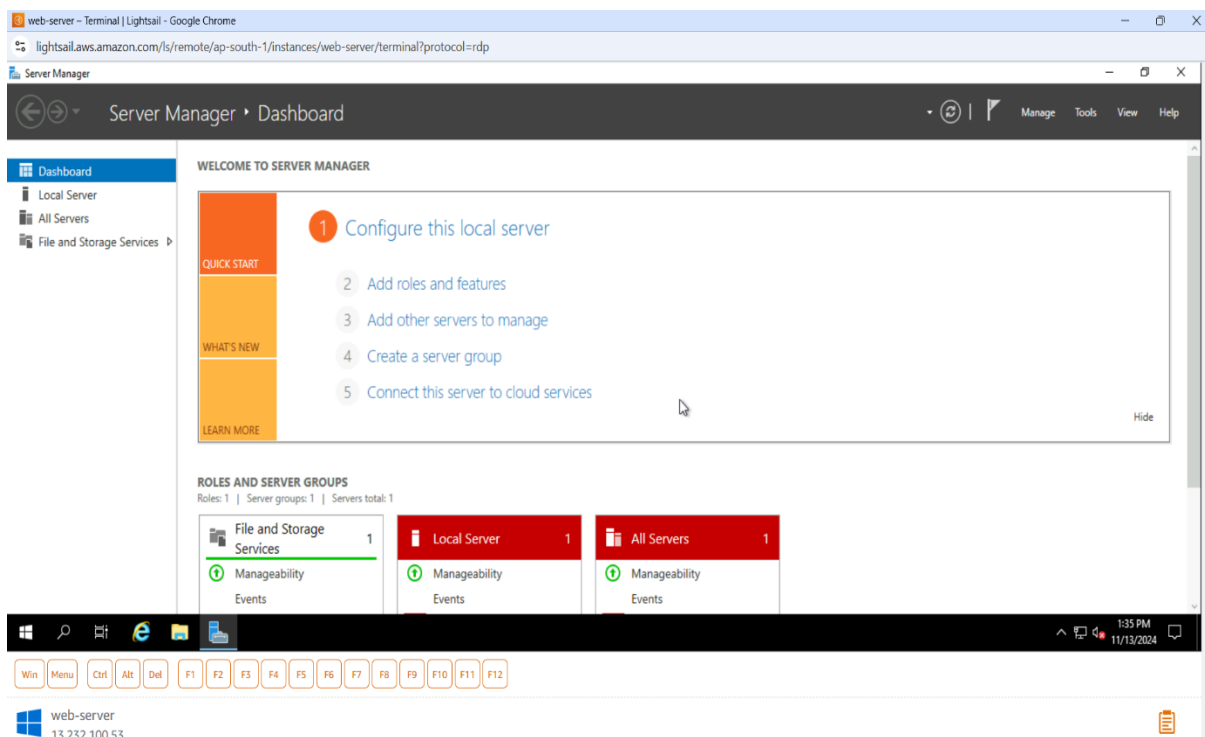 web-server – Terminal | Lightsail - Google Chrome
lightsail.aws.amazon.com/ls/remote/ap-south-1/instances/web-server/terminal?protocol=rdp
Server Manager
Server Manager • Dashboard
Manage Tools View Help
Dashboard
Local Server
All Servers
File and Storage Services
WELCOME TO SERVER MANAGER
QUICK START
WHAT'S NEW
LEARN MORE
1 Configure this local server
2 Add roles and features
3 Add other servers to manage
4 Create a server group
5 Connect this server to cloud services
Hide
ROLES AND SERVER GROUPS
Roles: 1 | Server groups: 1 | Servers total: 1
File and Storage
Services
1
Manageability
Events
Local Server 1
Manageability
Events
All Servers 1
Manageability
Events
1:35 PM
11/13/2024
Win Menu Ctrl Alt Del F1 F2 F3 F4 F5 F6 F7 F8 F9 F10 F11 F12
web-server
13.232.100.53